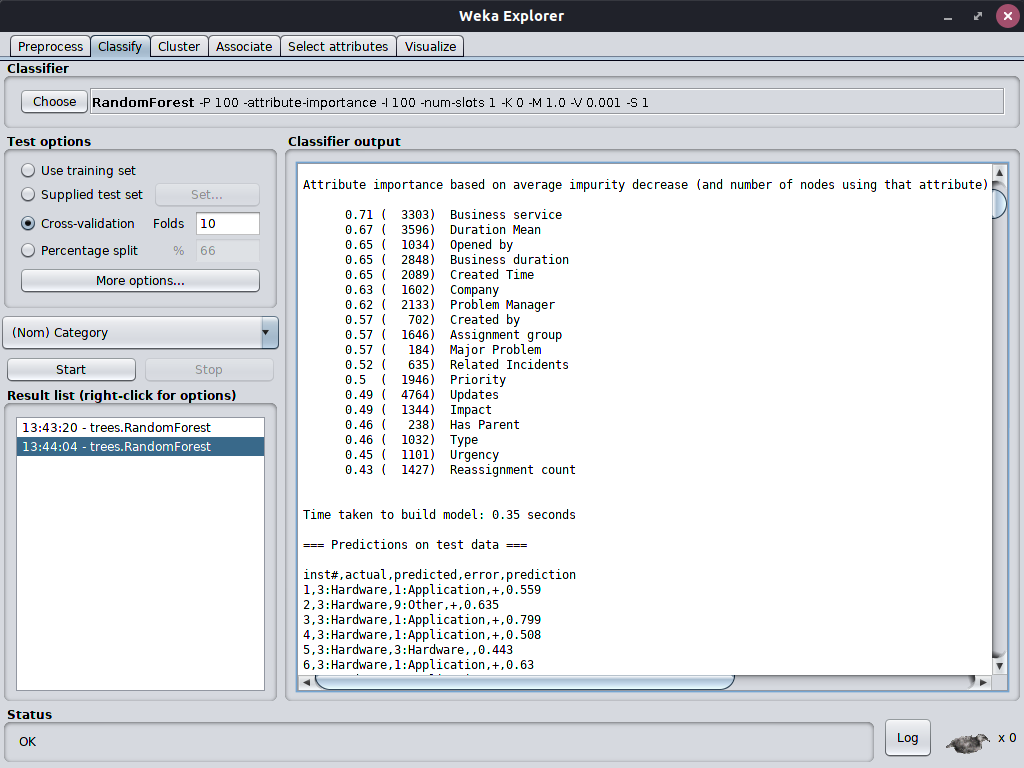 Weka Explorer
Preprocess Classify Cluster Associate Select attributes Visualize
Classifier
Choose RandomForest -P 100 -attribute-importance -I 100 -num-slots 1 -K 0 -M 1.0 -V 0.001 -S 1
Test options
Use training set
Supplied test set Set...
Cross-validation Folds 10
Percentage split % 66
More options...
(Nom) Category
Start Stop
Result list (right-click for options)
13:43:20 - trees.RandomForest
13:44:04 - trees.RandomForest
Classifier output
Attribute importance based on average impurity decrease (and number of nodes using that attribute)
0.71 ( 3303) Business service
0.67 ( 3596) Duration Mean
0.65 ( 1034) Opened by
0.65 ( 2848) Business duration
0.65 ( 2089) Created Time
0.63 ( 1602) Company
0.62 ( 2133) Problem Manager
0.57 ( 702) Created by
0.57 ( 1646) Assignment group
0.57 ( 184) Major Problem
0.52 ( 635) Related Incidents
0.5 ( 1946) Priority
0.49 ( 4764) Updates
0.49 ( 1344) Impact
0.46 ( 238) Has Parent
0.46 ( 1032) Type
0.45 ( 1101) Urgency
0.43 ( 1427) Reassignment count
Time taken to build model: 0.35 seconds
=== Predictions on test data ===
inst#,actual,predicted,error,prediction
1,3:Hardware,1:Application,+,0.559
2,3:Hardware,9:Other,+,0.635
3,3:Hardware,1:Application,+,0.799
4,3:Hardware,1:Application,+,0.508
5,3:Hardware,3:Hardware,,0.443
6,3:Hardware,1:Application,+,0.63
Status
OK
Log x 0